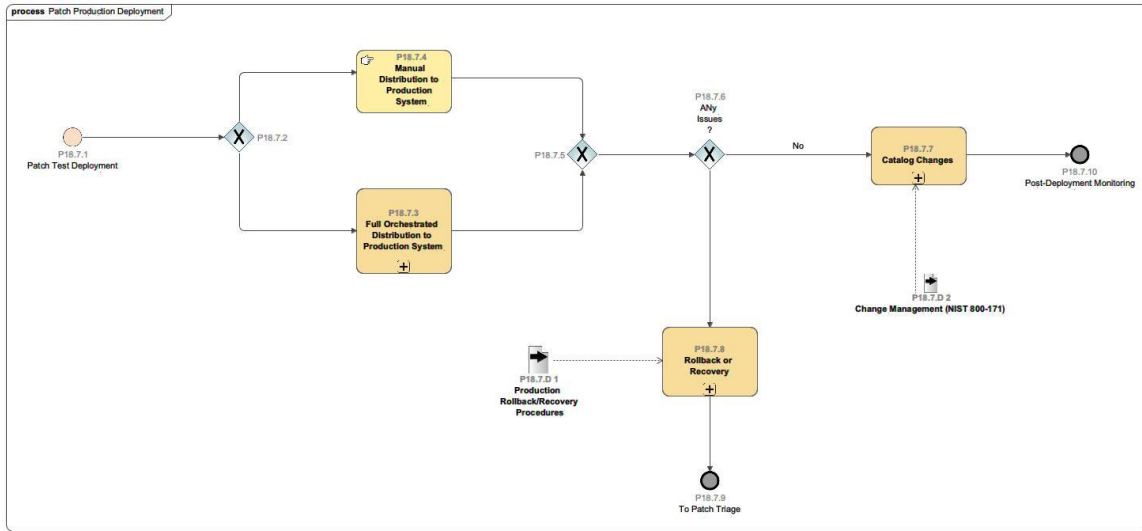 process Patch Production Deployment
P18.7.1
Patch Test Deployment
P18.7.2
P18.7.4
Manual
Distribution to
Production
System
P18.7.3
Full Orchestrated
Distribution to
Production System
P18.7.5
P18.7.6
ANy
Issues
?
No
P18.7.7
Catalog Changes
P18.7.10
Post-Deployment Monitoring
P18.7.D 2
Change Management (NIST 800-171)
P18.7.D 1
Production
Rollback/Recovery
Procedures
P18.7.8
Rollback or
Recovery
P18.7.9
To Patch Triage